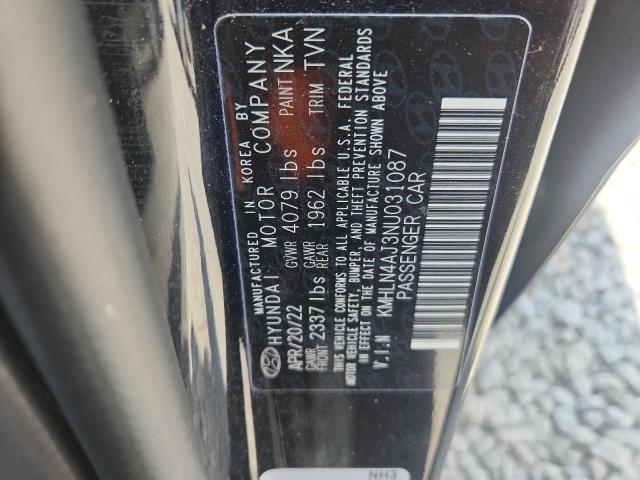 MANUFACTURED IN KOREA BY
HYUNDAI MOTOR COMPANY
APR/20/22 GVWR 4079 lbs PAINT NKA
GAWR FRONT 2337 lbs GAWR REAR 1962 lbs TRIM TVN
THIS VEHICLE CONFORMS TO ALL APPLICABLE U.S.A. FEDERAL
MOTOR VEHICLE SAFETY, BUMPER, AND THEFT PREVENTION STANDARDS
IN EFFECT ON THE DATE OF MANUFACTURE SHOWN ABOVE
V.I.N KMHLN4AJ3NU031087
PASSENGER CAR
CHN